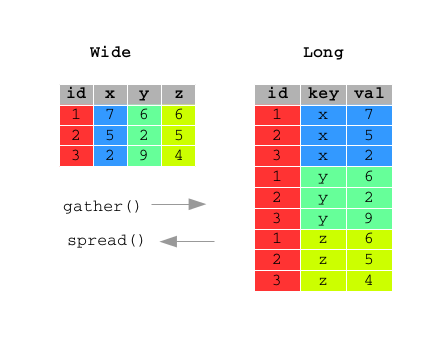 Wide
id x y z
1 7 6 6
2 5 2 5
3 2 9 4
gather()
spread()
Long
id key val
1 x 7
2 x 5
3 x 2
1 y 6
2 y 2
3 y 9
1 z 6
2 z 5
3 z 4